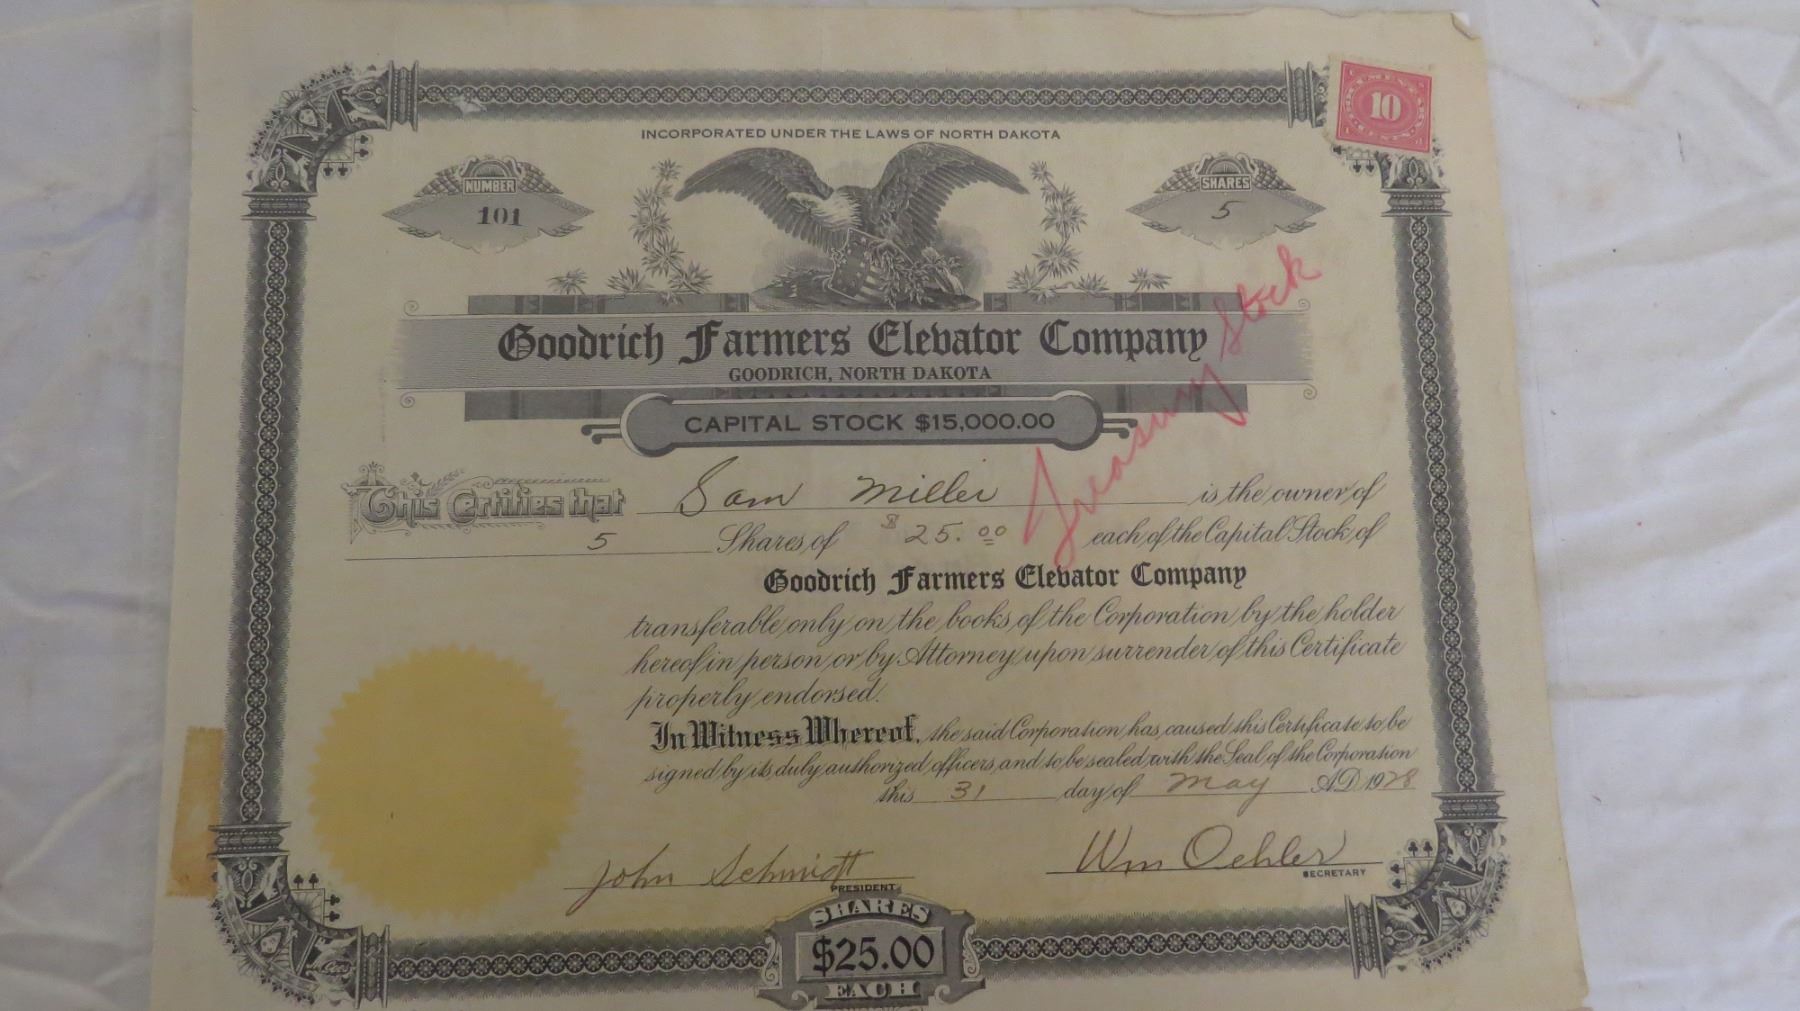 INCORPORATED UNDER THE LAWS OF NORTH DAKOTA
DOCUMENTARY
10
CENTS
NUMBER
101
SHARES
5
Goodrich Farmers Elevator Company
GOODRICH, NORTH DAKOTA
CAPITAL STOCK $15,000.00
Treasury Stock
This Certifies that Sam Miller is the owner of
5 Shares of $25.00 each of the Capital Stock of
Goodrich Farmers Elevator Company
transferable only on the books of the Corporation by the holder
hereof in person or by Attorney upon surrender of this Certificate
properly endorsed.
In Witness Whereof, the said Corporation has caused this Certificate to be
signed by its duly authorized officers and to be sealed with the Seal of the Corporation
this 31 day of May A.D. 1928
John Schmidt
PRESIDENT
Wm Oehler
SECRETARY
SHARES
$25.00
EACH